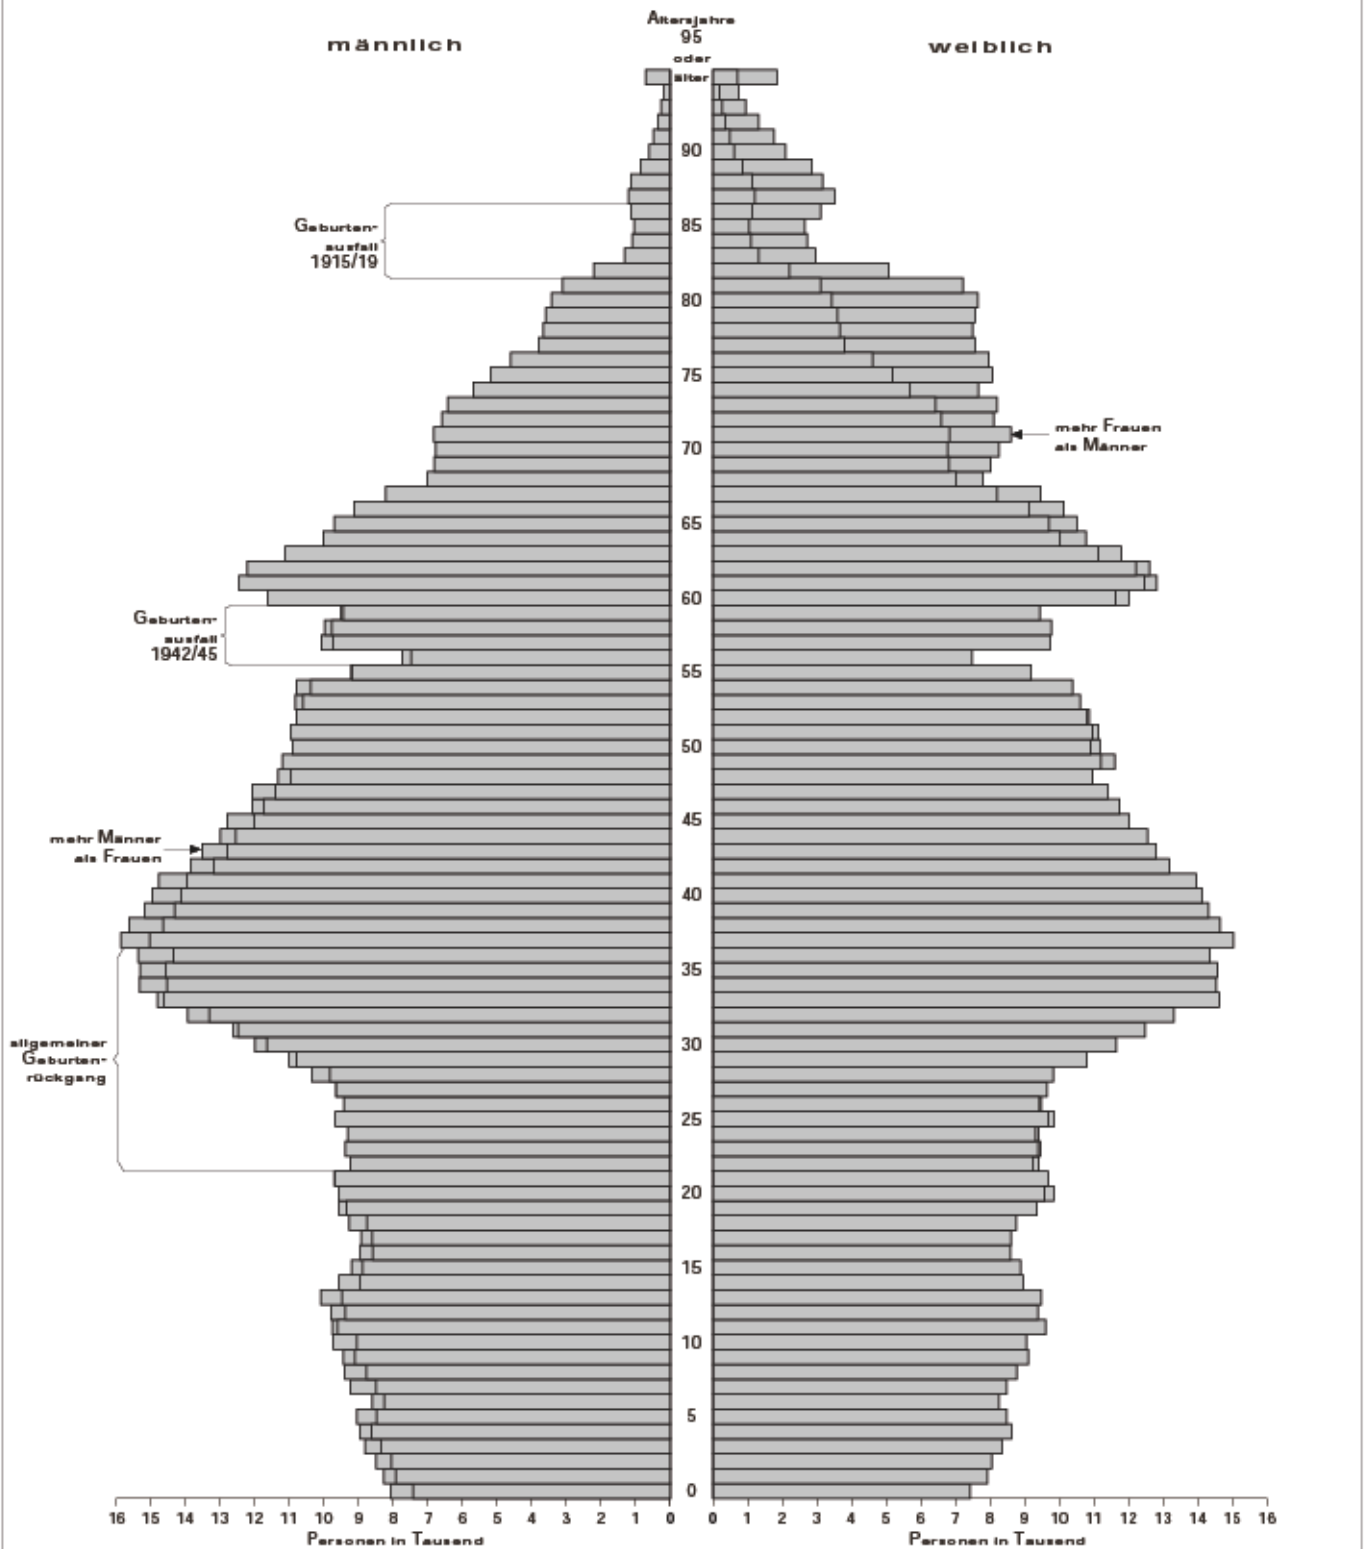 Altersjahre
95
oder
älter
männlich
weiblich
90
Geburten-
ausfall
1915/19
85
80
75
mehr Frauen
als Männer
70
65
60
Geburten-
ausfall
1942/45
55
50
45
mehr Männer
als Frauen
40
35
allgemeiner
Geburten-
rückgang
30
25
20
15
10
5
0
16 15 14 13 12 11 10 9 8 7 6 5 4 3 2 1 0
0 1 2 3 4 5 6 7 8 9 10 11 12 13 14 15 16
Personen in Tausend
Personen in Tausend